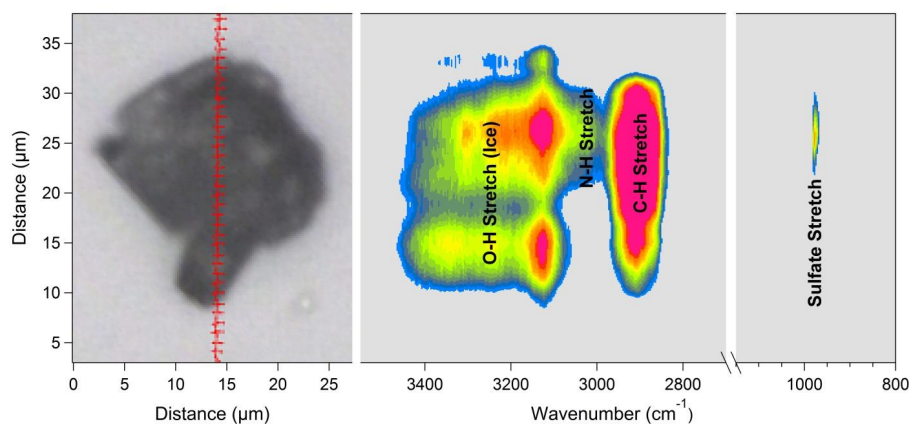 35
30
25
20
15
10
5
Distance (µm)
0 5 10 15 20 25
Distance (µm)
O-H Stretch (Ice)
N-H Stretch
C-H Stretch
Sulfate Stretch
3400 3200 3000 2800 1000 800
Wavenumber (cm⁻¹)